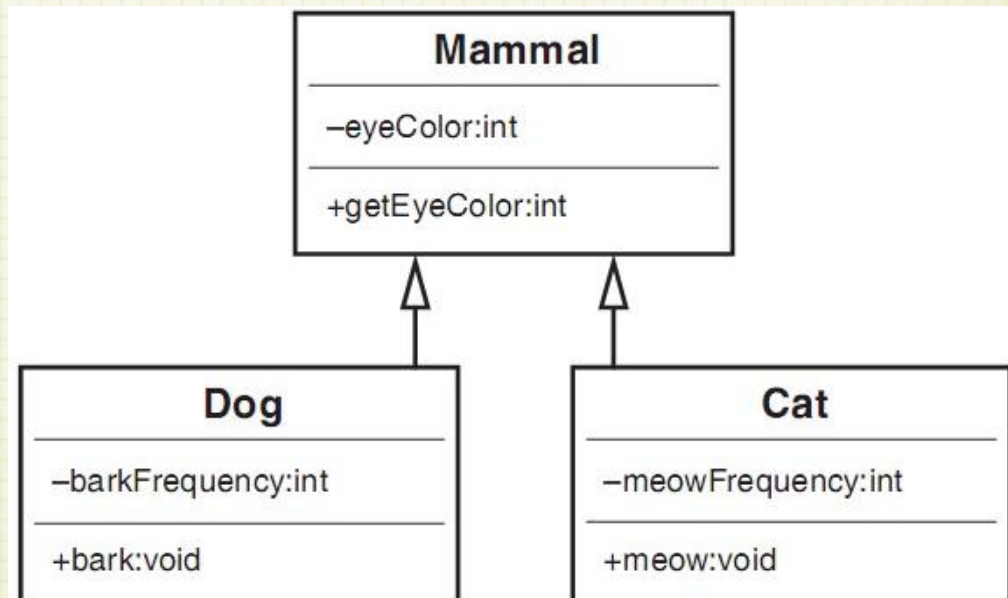 Mammal
–eyeColor:int
+getEyeColor:int
Dog
–barkFrequency:int
+bark:void
Cat
–meowFrequency:int
+meow:void